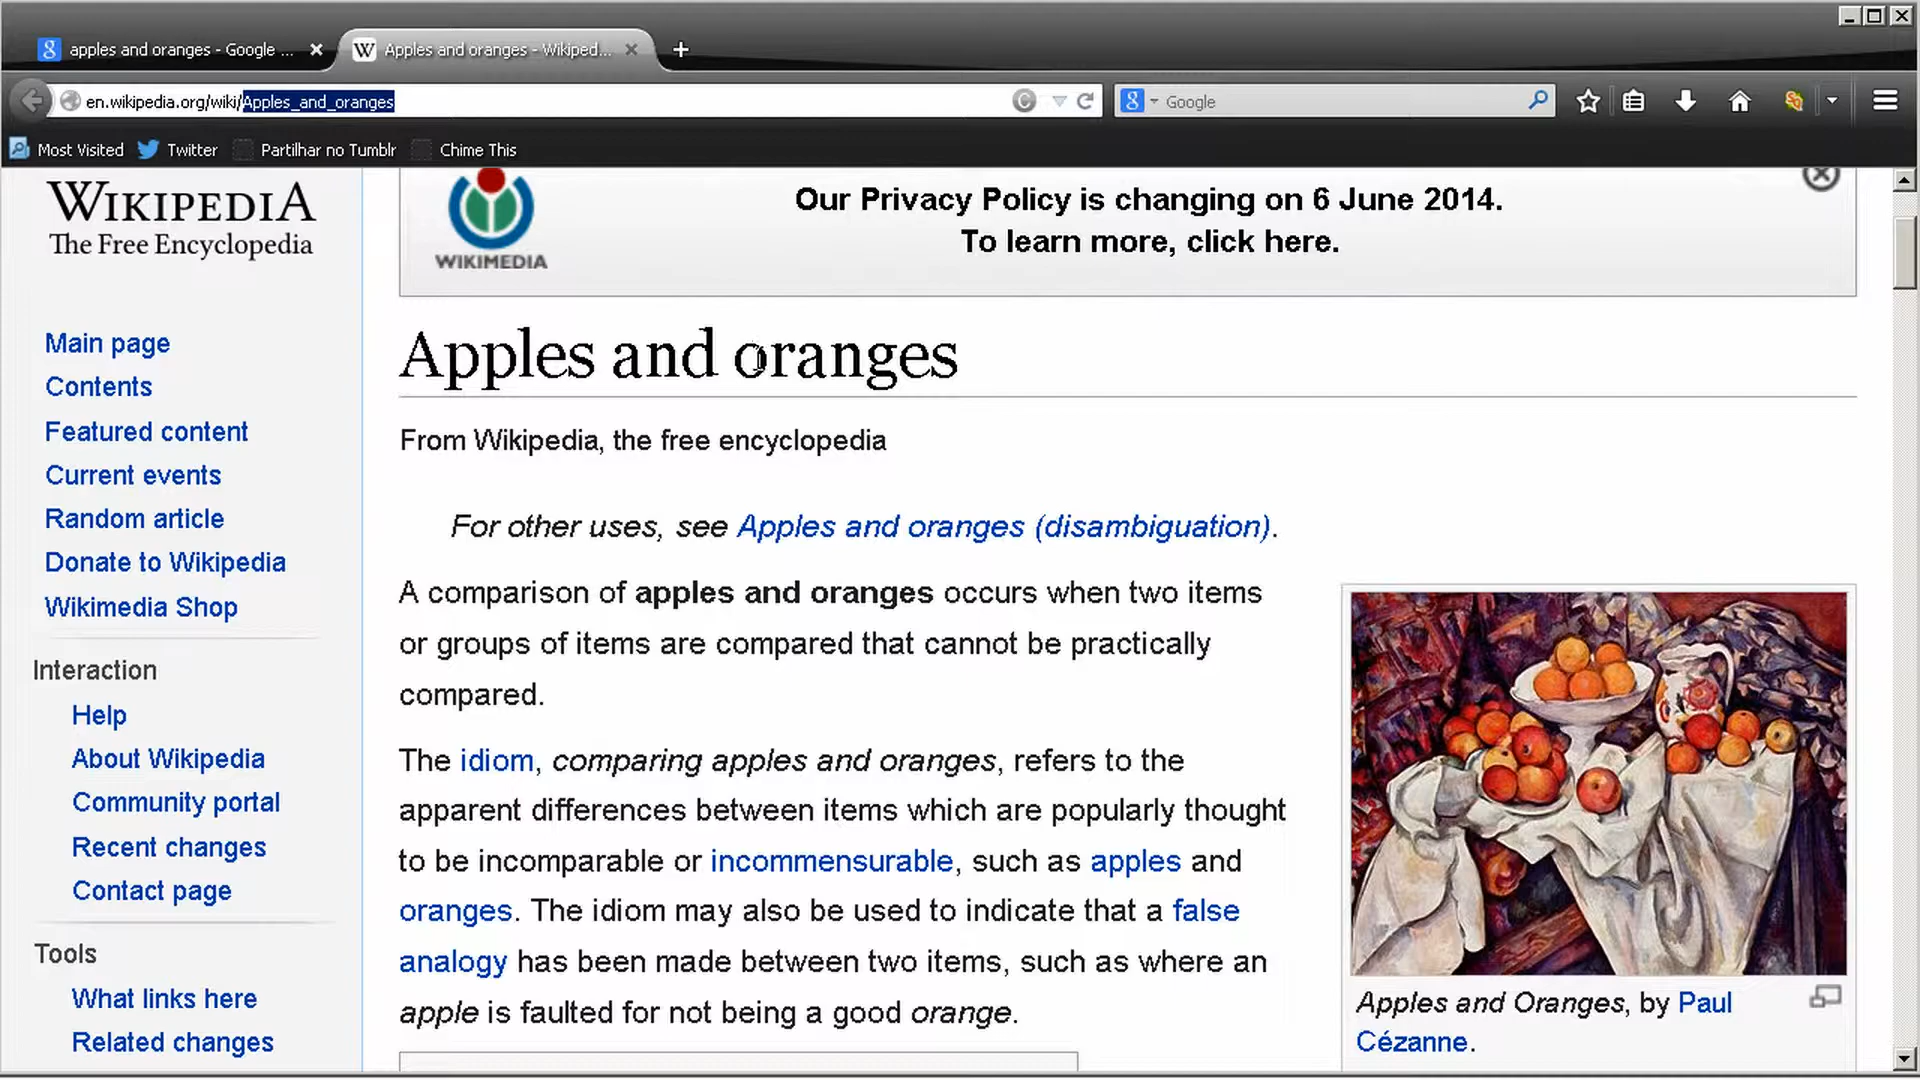 apples and oranges - Google ...
Apples and oranges - Wikiped...
en.wikipedia.org/wiki/Apples_and_oranges
Google
Most Visited
Twitter
Partilhar no Tumblr
Chime This
WIKIPEDIA
The Free Encyclopedia
Main page
Contents
Featured content
Current events
Random article
Donate to Wikipedia
Wikimedia Shop
Interaction
Help
About Wikipedia
Community portal
Recent changes
Contact page
Tools
What links here
Related changes
WIKIMEDIA
Our Privacy Policy is changing on 6 June 2014.
To learn more, click here.
Apples and oranges
From Wikipedia, the free encyclopedia
For other uses, see Apples and oranges (disambiguation).
A comparison of apples and oranges occurs when two items
or groups of items are compared that cannot be practically
compared.
The idiom, comparing apples and oranges, refers to the
apparent differences between items which are popularly thought
to be incomparable or incommensurable, such as apples and
oranges. The idiom may also be used to indicate that a false
analogy has been made between two items, such as where an
apple is faulted for not being a good orange.
Apples and Oranges, by Paul
Cézanne.